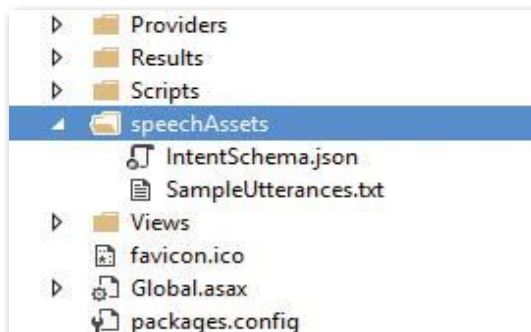 Providers
Results
Scripts
speechAssets
IntentSchema.json
SampleUtterances.txt
Views
favicon.ico
Global.asax
packages.config